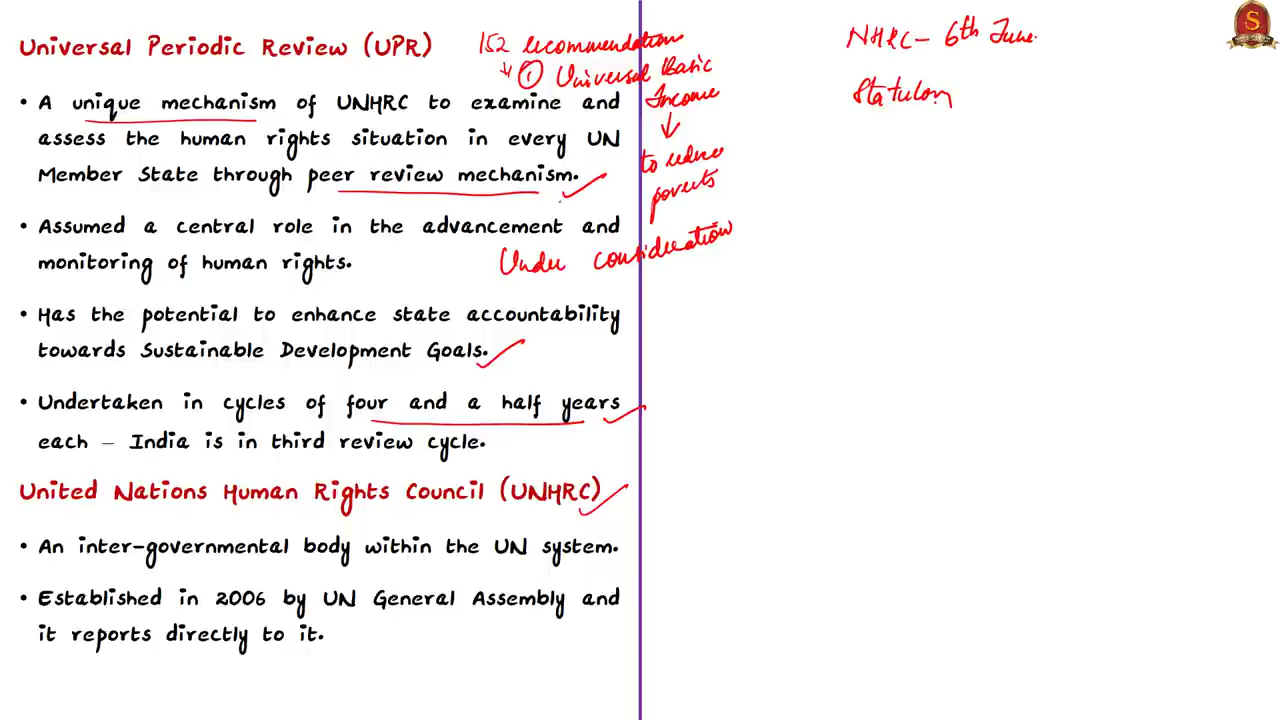 Universal Periodic Review (UPR)
• A unique mechanism of UNHRC to examine and
assess the human rights situation in every UN
Member State through peer review mechanism.
• Assumed a central role in the advancement and
monitoring of human rights.
• Has the potential to enhance state accountability
towards Sustainable Development Goals.
• Undertaken in cycles of four and a half years
each – India is in third review cycle.
United Nations Human Rights Council (UNHRC)
• An inter-governmental body within the UN system.
• Established in 2006 by UN General Assembly and
it reports directly to it.
152 recommendations
↓ ① Universal Basic
Income
↓
to reduce
poverty
Under consideration
NHRC – 6th June.
Statutory
S